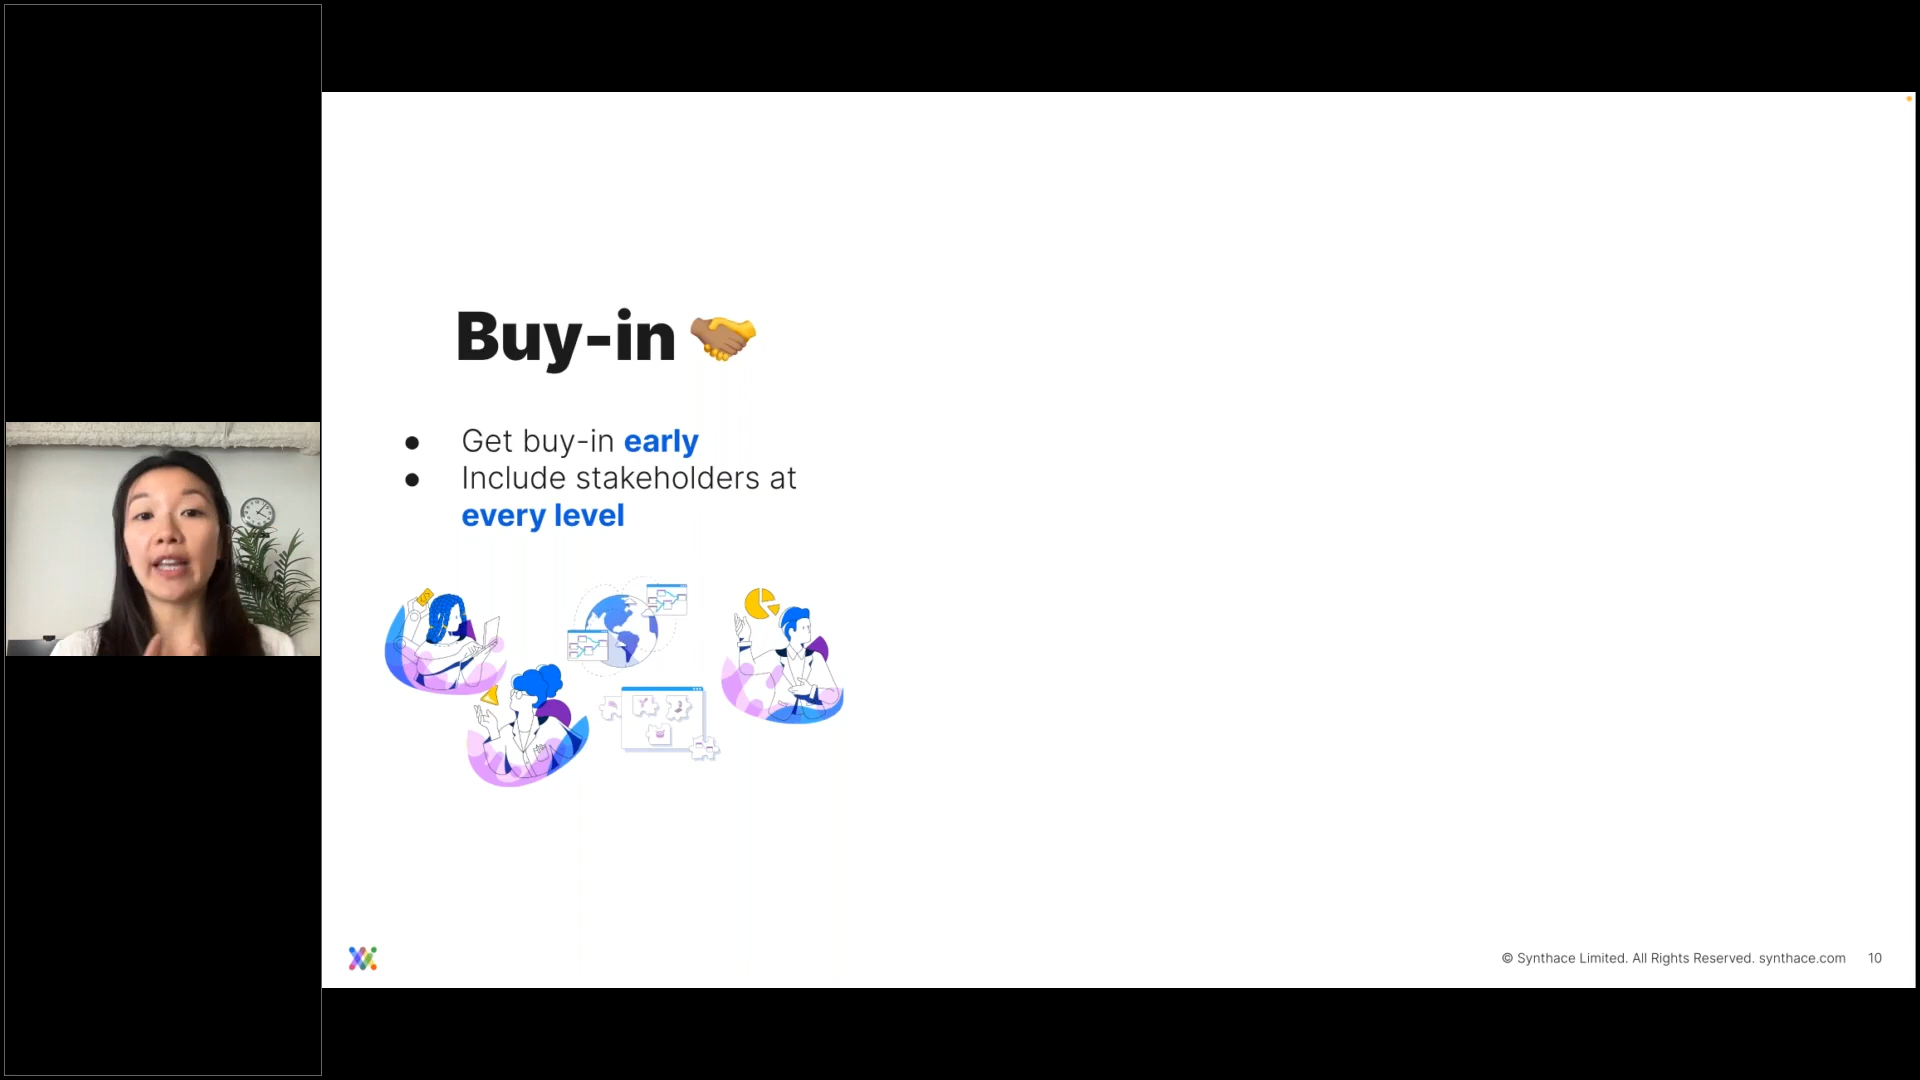 Buy-in 🤝
● Get buy-in early
● Include stakeholders at
every level
© Synthace Limited. All Rights Reserved. synthace.com 10